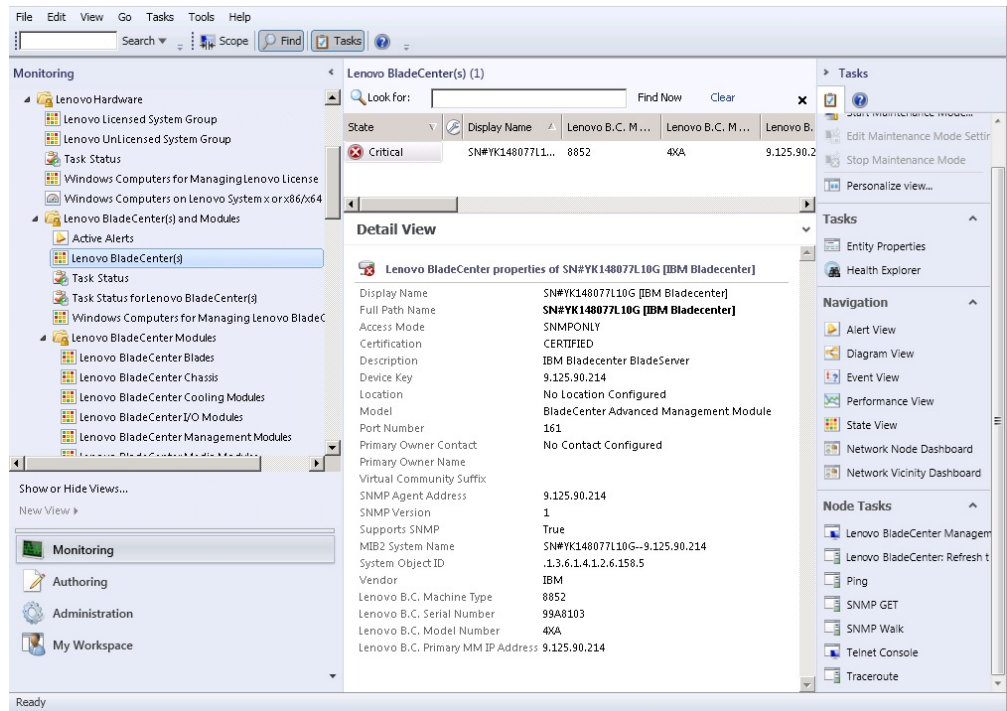 File Edit View Go Tasks Tools Help
Search Scope Find Tasks
Monitoring
Lenovo Hardware
Lenovo Licensed System Group
Lenovo UnLicensed System Group
Task Status
Windows Computers for Managing Lenovo License
Windows Computers on Lenovo System x or x86/x64
Lenovo BladeCenter(s) and Modules
Active Alerts
Lenovo BladeCenter(s)
Task Status
Task Status for Lenovo BladeCenter(s)
Windows Computers for Managing Lenovo BladeC
Lenovo BladeCenter Modules
Lenovo BladeCenter Blades
Lenovo BladeCenter Chassis
Lenovo BladeCenter Cooling Modules
Lenovo BladeCenter I/O Modules
Lenovo BladeCenter Management Modules
Lenovo BladeCenter Media Modules
Show or Hide Views...
New View
Monitoring
Authoring
Administration
My Workspace
Ready
Lenovo BladeCenter(s) (1)
Look for: Find Now Clear
State Display Name Lenovo B.C. M... Lenovo B.C. M... Lenovo B.
Critical SN#YK148077L1... 8852 4XA 9.125.90.2
Detail View
Lenovo BladeCenter properties of SN#YK148077L10G [IBM Bladecenter]
Display Name SN#YK148077L10G [IBM Bladecenter]
Full Path Name SN#YK148077L10G [IBM Bladecenter]
Access Mode SNMPONLY
Certification CERTIFIED
Description IBM Bladecenter BladeServer
Device Key 9.125.90.214
Location No Location Configured
Model BladeCenter Advanced Management Module
Port Number 161
Primary Owner Contact No Contact Configured
Primary Owner Name
Virtual Community Suffix
SNMP Agent Address 9.125.90.214
SNMP Version 1
Supports SNMP True
MIB2 System Name SN#YK148077L10G--9.125.90.214
System Object ID .1.3.6.1.4.1.2.6.158.5
Vendor IBM
Lenovo B.C. Machine Type 8852
Lenovo B.C. Serial Number 99A8103
Lenovo B.C. Model Number 4XA
Lenovo B.C. Primary MM IP Address 9.125.90.214
Tasks
Start Maintenance Mode...
Edit Maintenance Mode Settin
Stop Maintenance Mode
Personalize view...
Tasks
Entity Properties
Health Explorer
Navigation
Alert View
Diagram View
Event View
Performance View
State View
Network Node Dashboard
Network Vicinity Dashboard
Node Tasks
Lenovo BladeCenter Managem
Lenovo BladeCenter: Refresh t
Ping
SNMP GET
SNMP Walk
Telnet Console
Traceroute